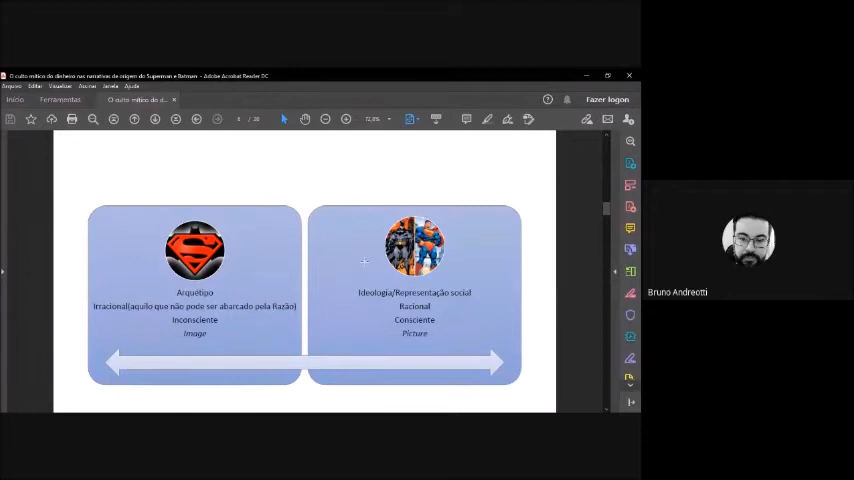 O culto mítico do dinheiro nas narrativas de origem do Superman e Batman - Adobe Acrobat Reader DC
Arquivo Editar Visualizar Assinar Janela Ajuda
Início Ferramentas O culto mítico do d... ×
Fazer logon
/ 20
72,8%
Arquétipo
Irracional(aquilo que não pode ser abarcado pela Razão)
Inconsciente
Image
Ideologia/Representação social
Racional
Consciente
Picture
Bruno Andreotti